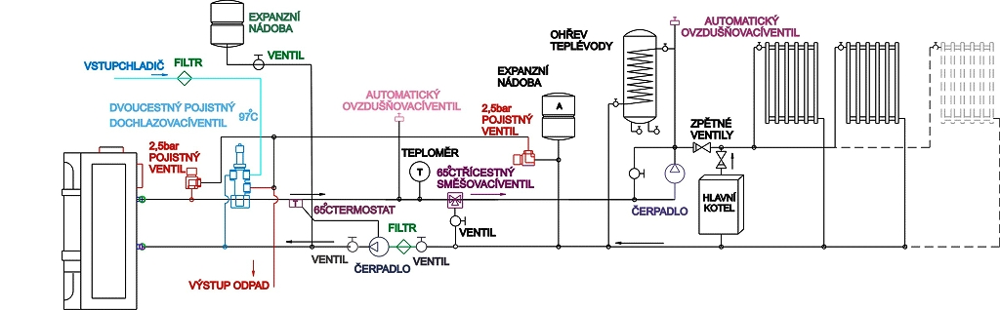 EXPANZNÍ
NÁDOBA
VENTIL
VSTUPCHLADIČ
FILTR
DVOUCESTNÝ POJISTNÝ
DOCHLAZOVACÍVENTIL
97°C
2,5bar
POJISTNÝ
VENTIL
AUTOMATICKÝ
OVZDUŠŇOVACÍVENTIL
TEPLOMĚR
T
65°CTŘÍCESTNÝ
SMĚŠOVACÍVENTIL
65°CTERMOSTAT
FILTR
VENTIL
VENTIL
ČERPADLO
VENTIL
VÝSTUP ODPAD
EXPANZNÍ
NÁDOBA
A
2,5bar
POJISTNÝ
VENTIL
OHŘEV
TEPLÉVODY
AUTOMATICKÝ
OVZDUŠŇOVACÍVENTIL
ZPĚTNÉ
VENTILY
ČERPADLO
HLAVNÍ
KOTEL